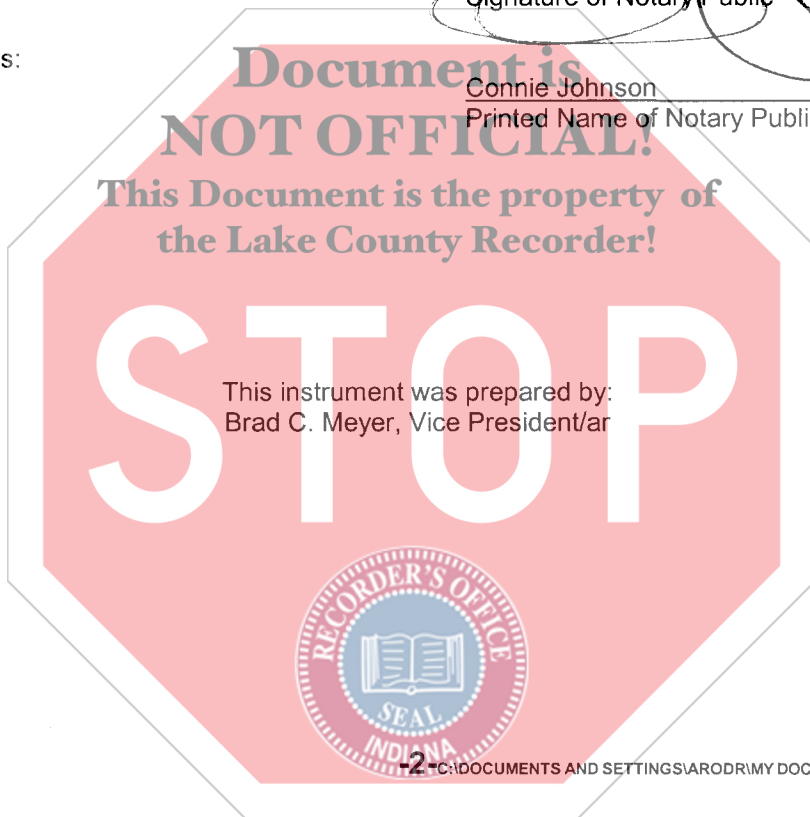 Signature of Notary Public
s:
Document is
NOT OFFICIAL!
Connie Johnson
Printed Name of Notary Publi
This Document is the property of
the Lake County Recorder!
STOP
This instrument was prepared by:
Brad C. Meyer, Vice President/ar
RECORDER'S OFFICE
SEAL
INDIANA
-2-C:\DOCUMENTS AND SETTINGS\ARODR\MY DOC